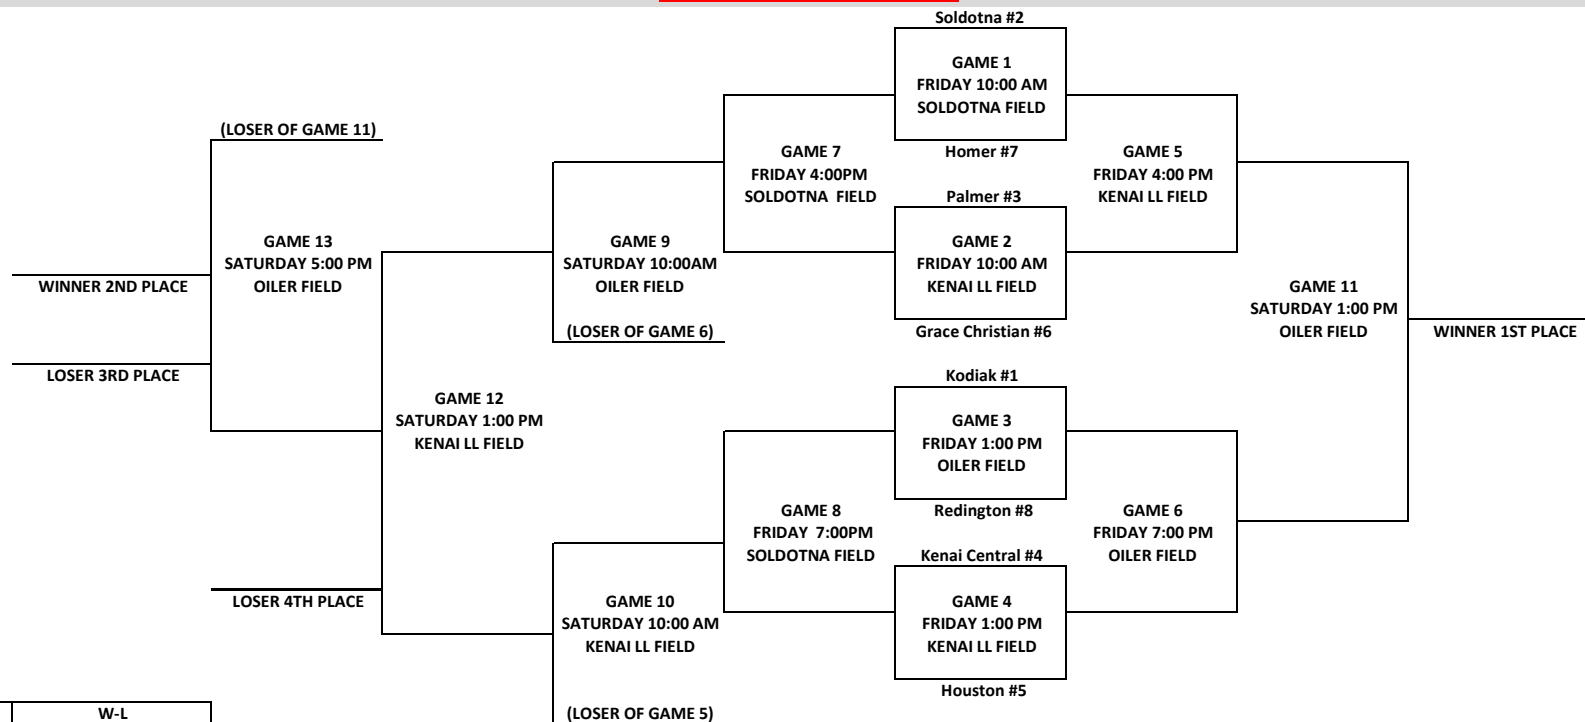 Soldotna #2
GAME 1
FRIDAY 10:00 AM
SOLDOTNA FIELD
Homer #7
(LOSER OF GAME 11)
GAME 7
FRIDAY 4:00PM
SOLDOTNA  FIELD
GAME 5
FRIDAY 4:00 PM
KENAI LL FIELD
Palmer #3
GAME 2
FRIDAY 10:00 AM
KENAI LL FIELD
Grace Christian #6
GAME 13
SATURDAY 5:00 PM
OILER FIELD
WINNER 2ND PLACE
LOSER 3RD PLACE
GAME 9
SATURDAY 10:00AM
OILER FIELD
(LOSER OF GAME 6)
GAME 11
SATURDAY 1:00 PM
OILER FIELD
WINNER 1ST PLACE
Kodiak #1
GAME 3
FRIDAY 1:00 PM
OILER FIELD
Redington #8
GAME 12
SATURDAY 1:00 PM
KENAI LL FIELD
GAME 8
FRIDAY  7:00PM
SOLDOTNA FIELD
GAME 6
FRIDAY 7:00 PM
OILER FIELD
Kenai Central #4
GAME 4
FRIDAY 1:00 PM
KENAI LL FIELD
Houston #5
LOSER 4TH PLACE
GAME 10
SATURDAY 10:00 AM
KENAI LL FIELD
(LOSER OF GAME 5)
W-L